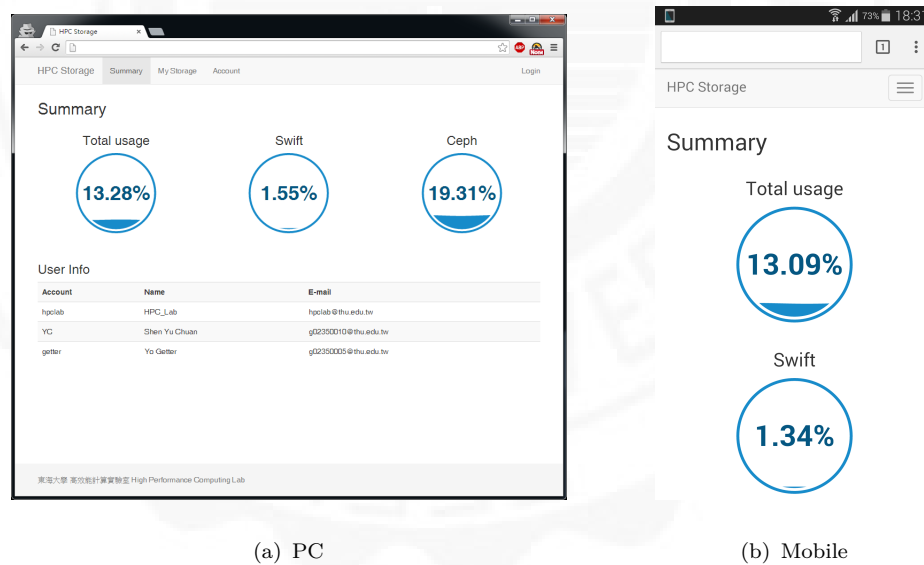 HPC Storage
HPC Storage Summary My Storage Account Login
Summary
Total usage Swift Ceph
13.28% 1.55% 19.31%
User Info
Account Name E-mail
hpclab HPC_Lab hpclab@thu.edu.tw
YC Shen Yu Chuan g02350010@thu.edu.tw
getter Yo Getter g02350005@thu.edu.tw
東海大學 高效能計算實驗室 High Performance Computing Lab
(a) PC
73% 18:31
1
HPC Storage
Summary
Total usage
13.09%
Swift
1.34%
(b) Mobile